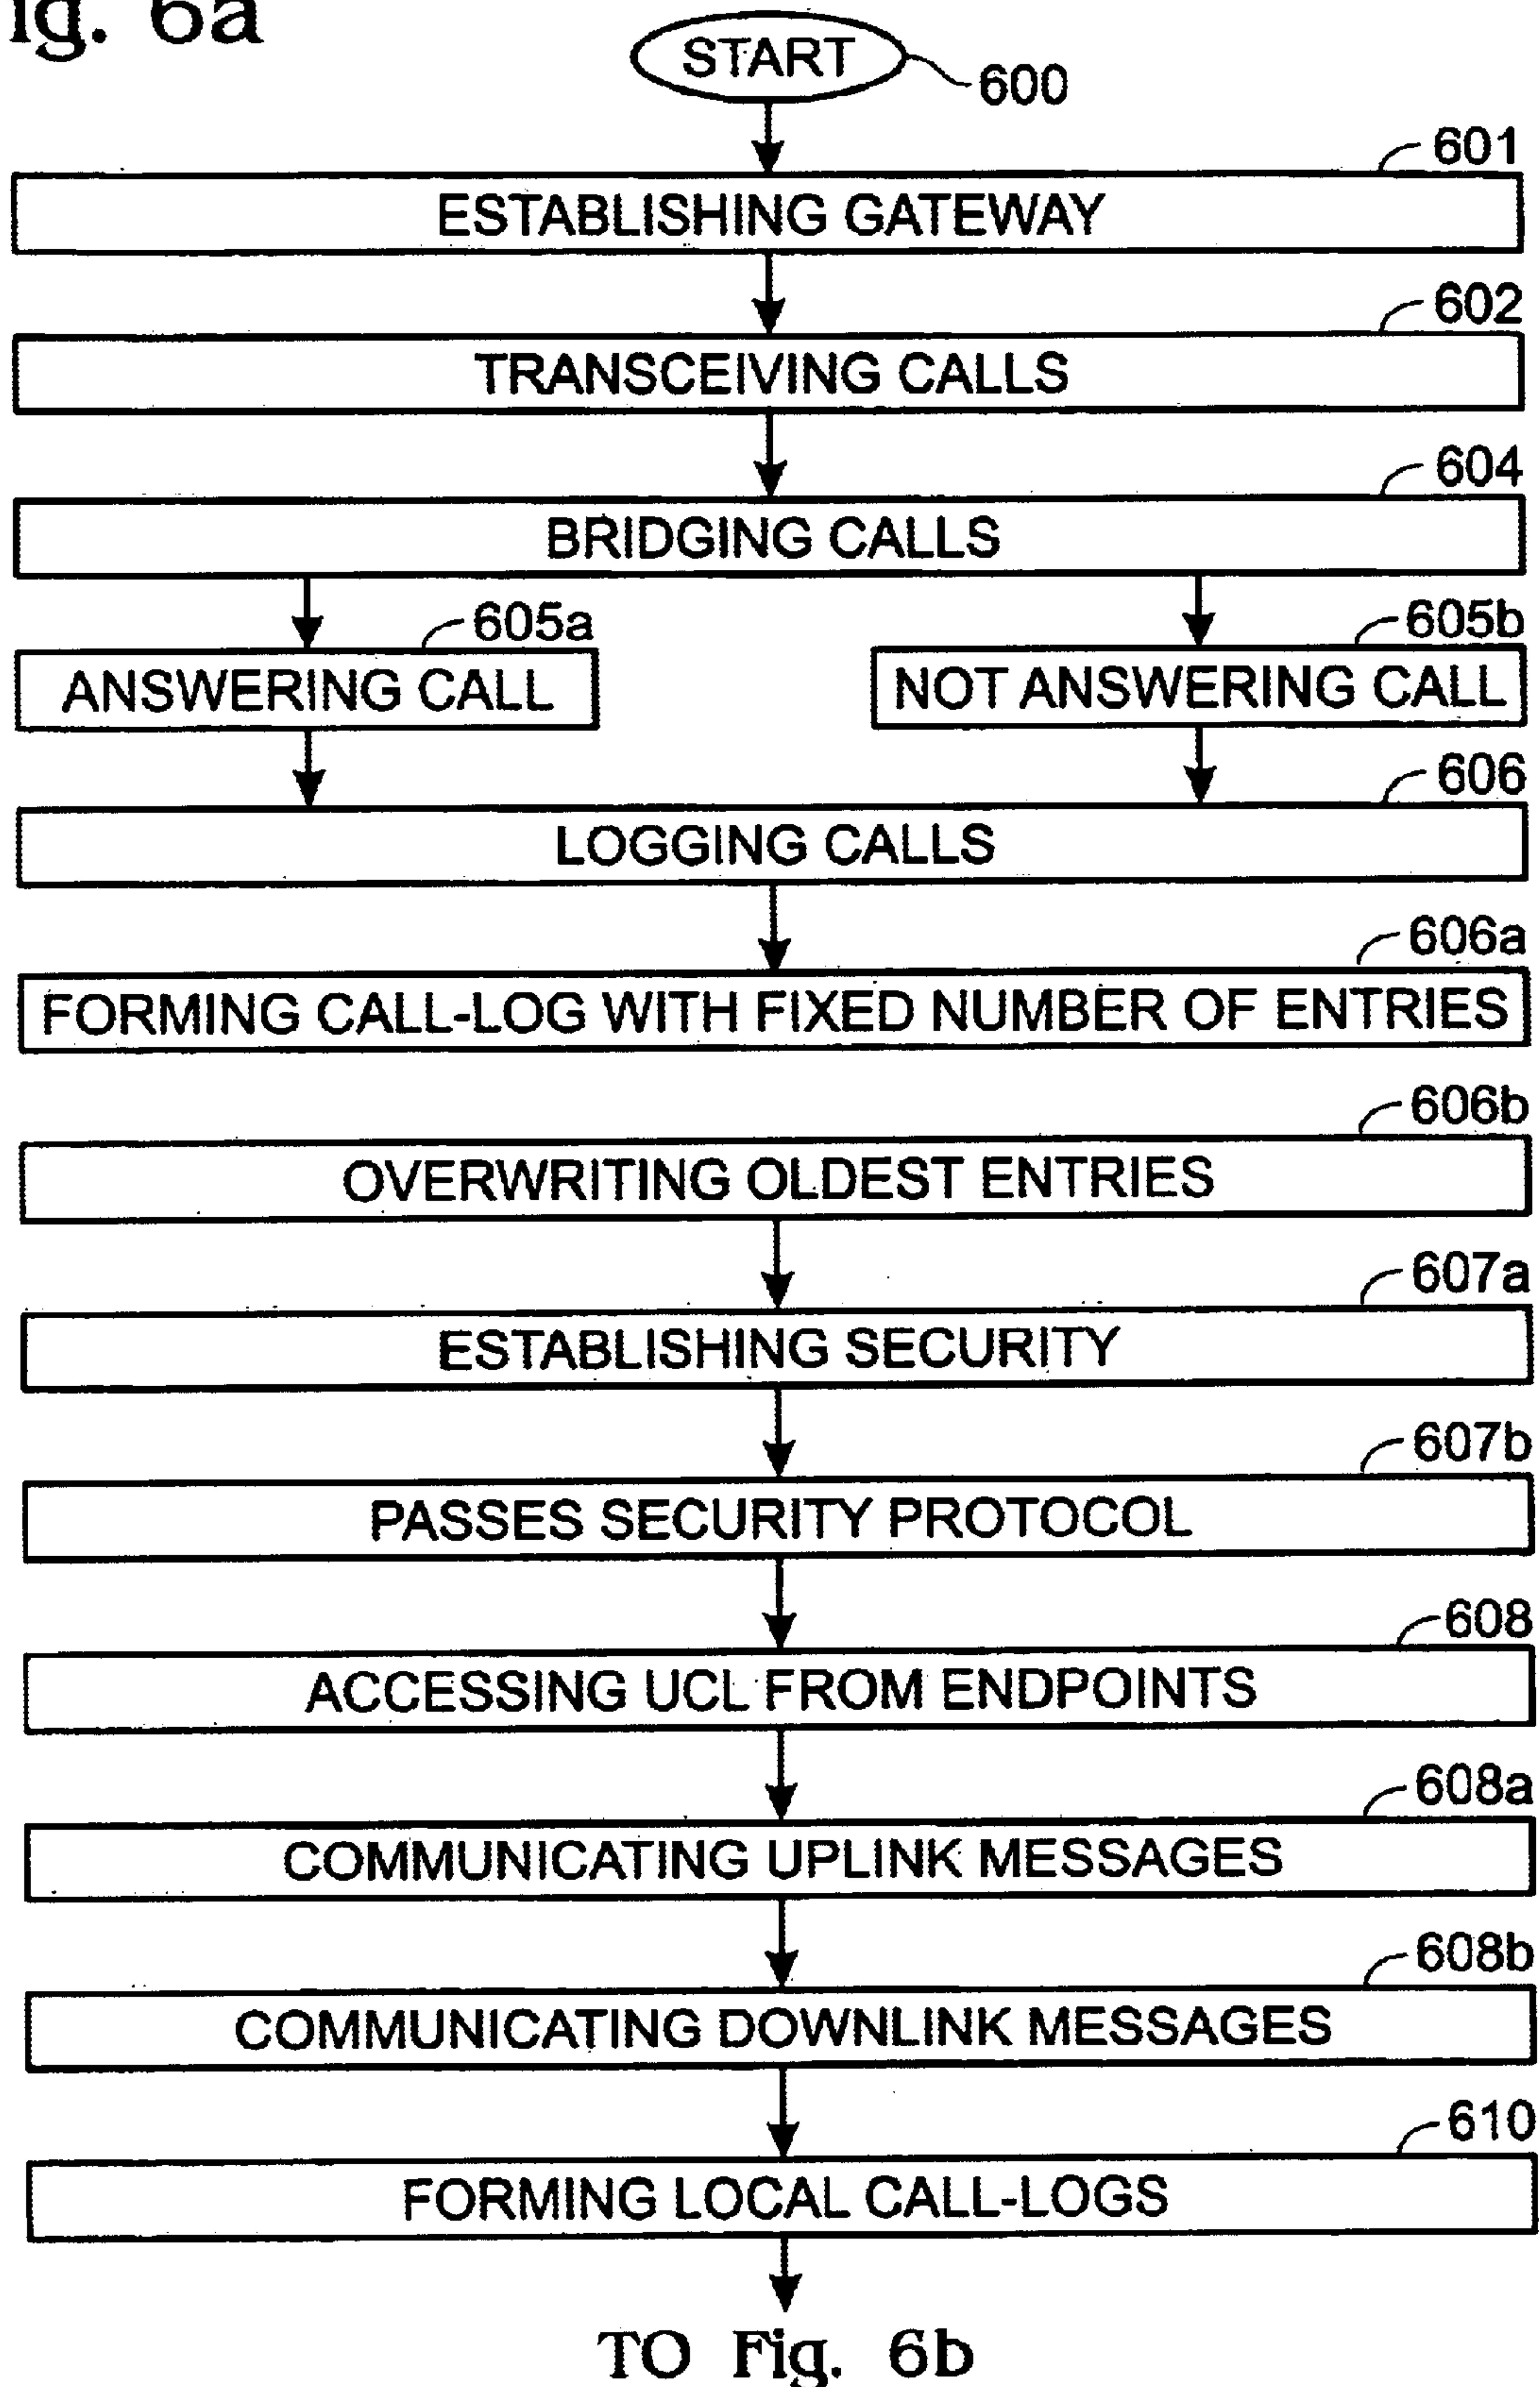 ig. 6a
START
600
601
ESTABLISHING GATEWAY
602
TRANSCEIVING CALLS
604
BRIDGING CALLS
605a
605b
ANSWERING CALL
NOT ANSWERING CALL
606
LOGGING CALLS
606a
FORMING CALL-LOG WITH FIXED NUMBER OF ENTRIES
606b
OVERWRITING OLDEST ENTRIES
607a
ESTABLISHING SECURITY
607b
PASSES SECURITY PROTOCOL
608
ACCESSING UCL FROM ENDPOINTS
608a
COMMUNICATING UPLINK MESSAGES
608b
COMMUNICATING DOWNLINK MESSAGES
610
FORMING LOCAL CALL-LOGS
TO Fig. 6b